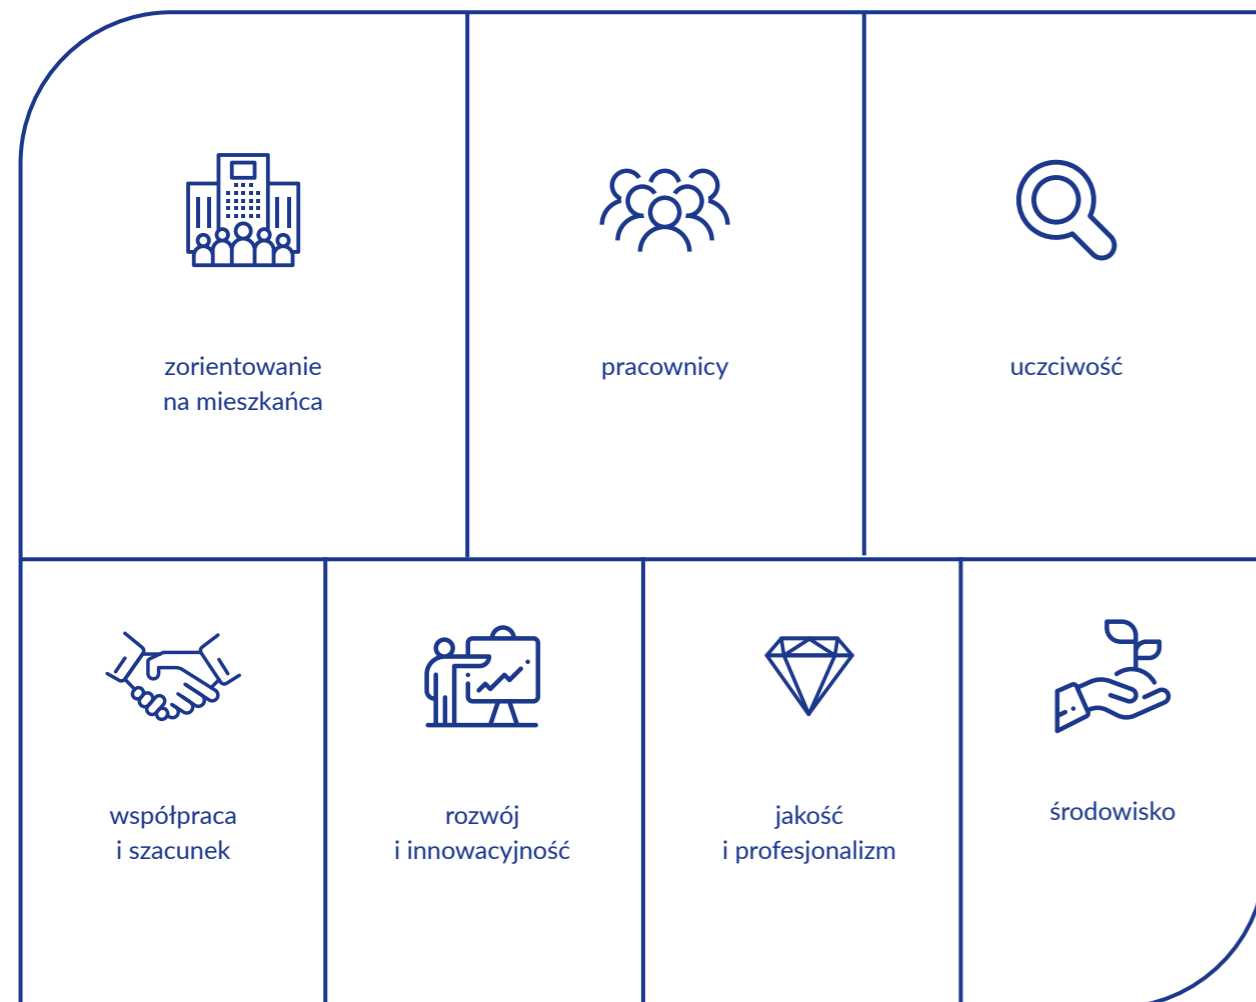 zorientowanie
na mieszkańca
pracownicy
uczciwość
współpraca
i szacunek
rozwój
i innowacyjność
jakość
i profesjonalizm
środowisko